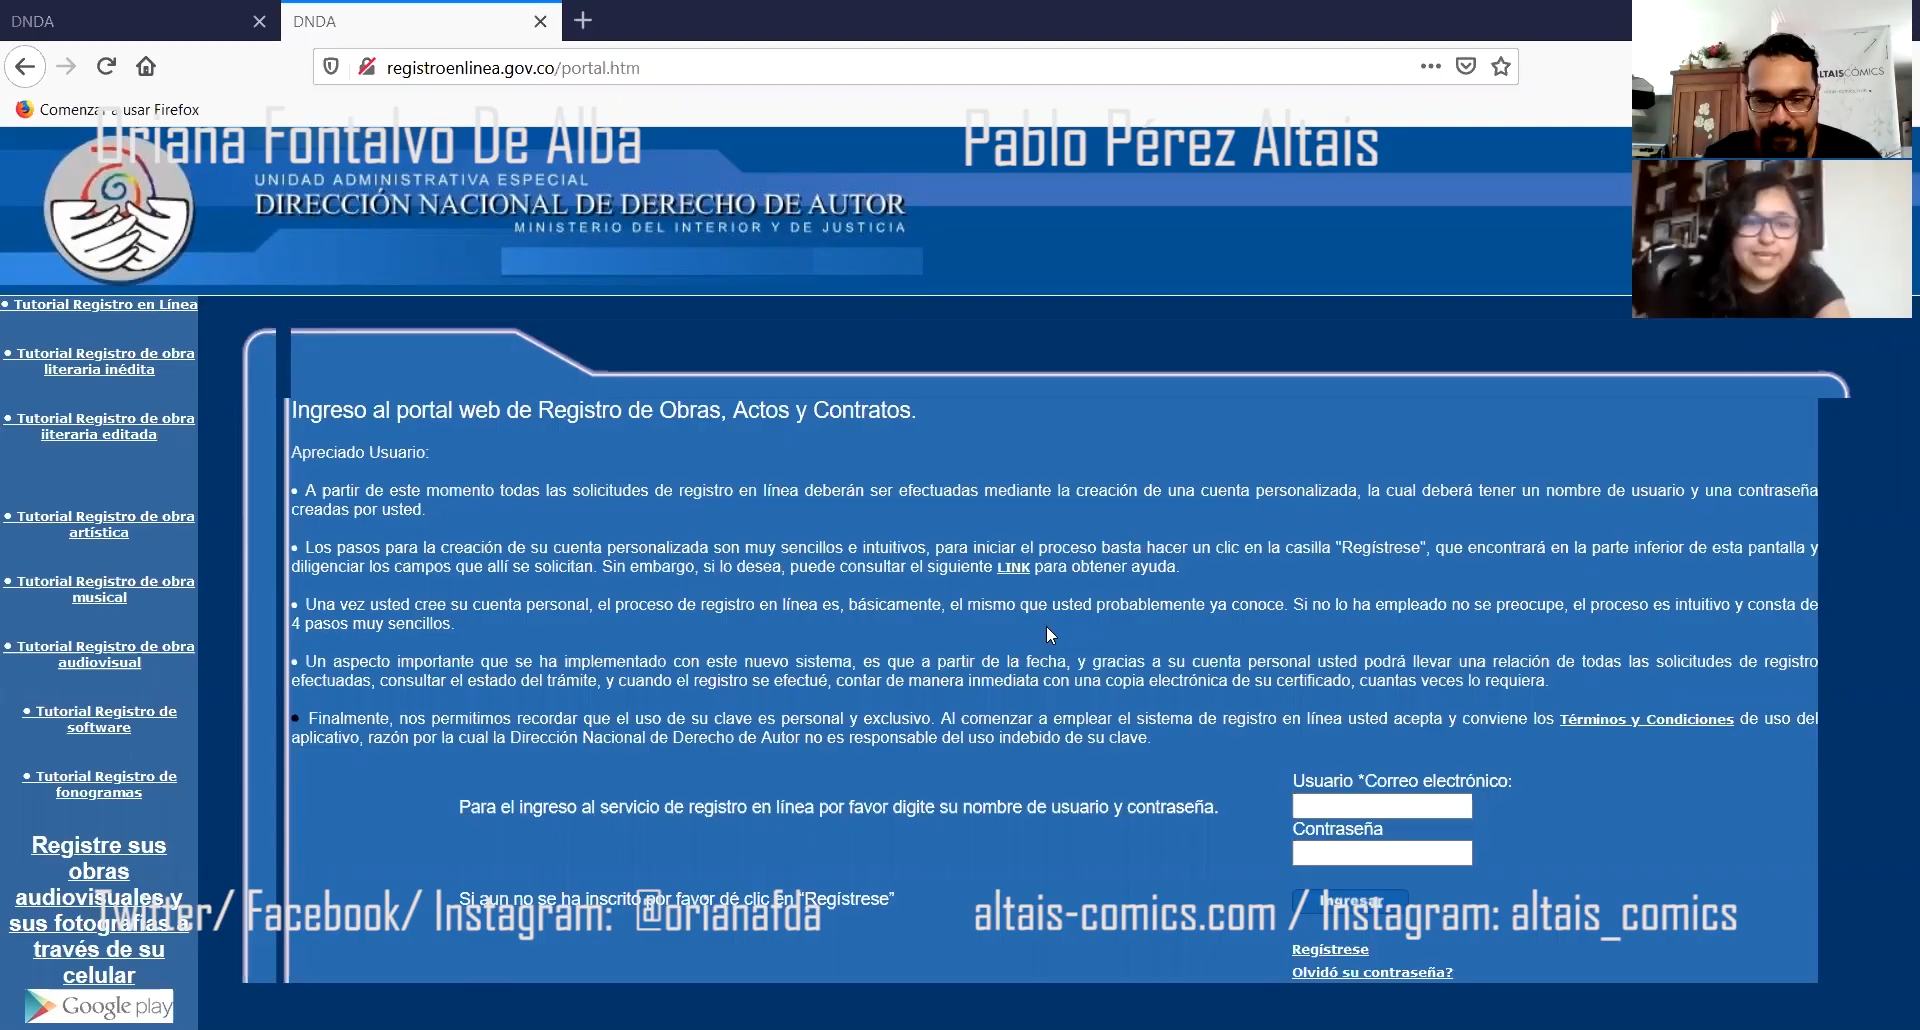 DNDA
DNDA
registroenlinea.gov.co/portal.htm
Comenzar a usar Firefox
Oriana Fontalvo De Alba
Pablo Pérez Altais
UNIDAD ADMINISTRATIVA ESPECIAL
DIRECCIÓN NACIONAL DE DERECHO DE AUTOR
MINISTERIO DEL INTERIOR Y DE JUSTICIA
ALTAISCÓMICS
• Tutorial Registro en Línea
• Tutorial Registro de obra
literaria inédita
• Tutorial Registro de obra
iiteraria editada
• Tutorial Registro de obra
artística
• Tutorial Registro de obra
musical
• Tutorial Registro de obra
audiovisual
• Tutorial Registro de
software
• Tutorial Registro de
fonogramas
Registre sus
obras
audiovisuales y
sus fotografías a
través de su
celular
Google play
Ingreso al portal web de Registro de Obras, Actos y Contratos.
Apreciado Usuario:
• A partir de este momento todas las solicitudes de registro en línea deberán ser efectuadas mediante la creación de una cuenta personalizada, la cual deberá tener un nombre de usuario y una contraseña
creadas por usted.
• Los pasos para la creación de su cuenta personalizada son muy sencillos e intuitivos, para iniciar el proceso basta hacer un clic en la casilla "Regístrese", que encontrará en la parte inferior de esta pantalla y
diligenciar los campos que allí se solicitan. Sin embargo, si lo desea, puede consultar el siguiente LINK para obtener ayuda.
• Una vez usted cree su cuenta personal, el proceso de registro en línea es, básicamente, el mismo que usted probablemente ya conoce. Si no lo ha empleado no se preocupe, el proceso es intuitivo y consta de
4 pasos muy sencillos.
• Un aspecto importante que se ha implementado con este nuevo sistema, es que a partir de la fecha, y gracias a su cuenta personal usted podrá llevar una relación de todas las solicitudes de registro
efectuadas, consultar el estado del trámite, y cuando el registro se efectué, contar de manera inmediata con una copia electrónica de su certificado, cuantas veces lo requiera.
• Finalmente, nos permitimos recordar que el uso de su clave es personal y exclusivo. Al comenzar a emplear el sistema de registro en línea usted acepta y conviene los Términos y Condiciones de uso del
aplicativo, razón por la cual la Dirección Nacional de Derecho de Autor no es responsable del uso indebido de su clave.
Para el ingreso al servicio de registro en línea por favor digite su nombre de usuario y contraseña.
Usuario *Correo electrónico:
Contraseña
Si aun no se ha inscrito por favor dé clic en “Regístrese”
Ingresar
Twiter/ Facebook/ Instagram: @orianafda
altais-comics.com / Instagram: altais_comics
Regístrese
Olvidó su contraseña?